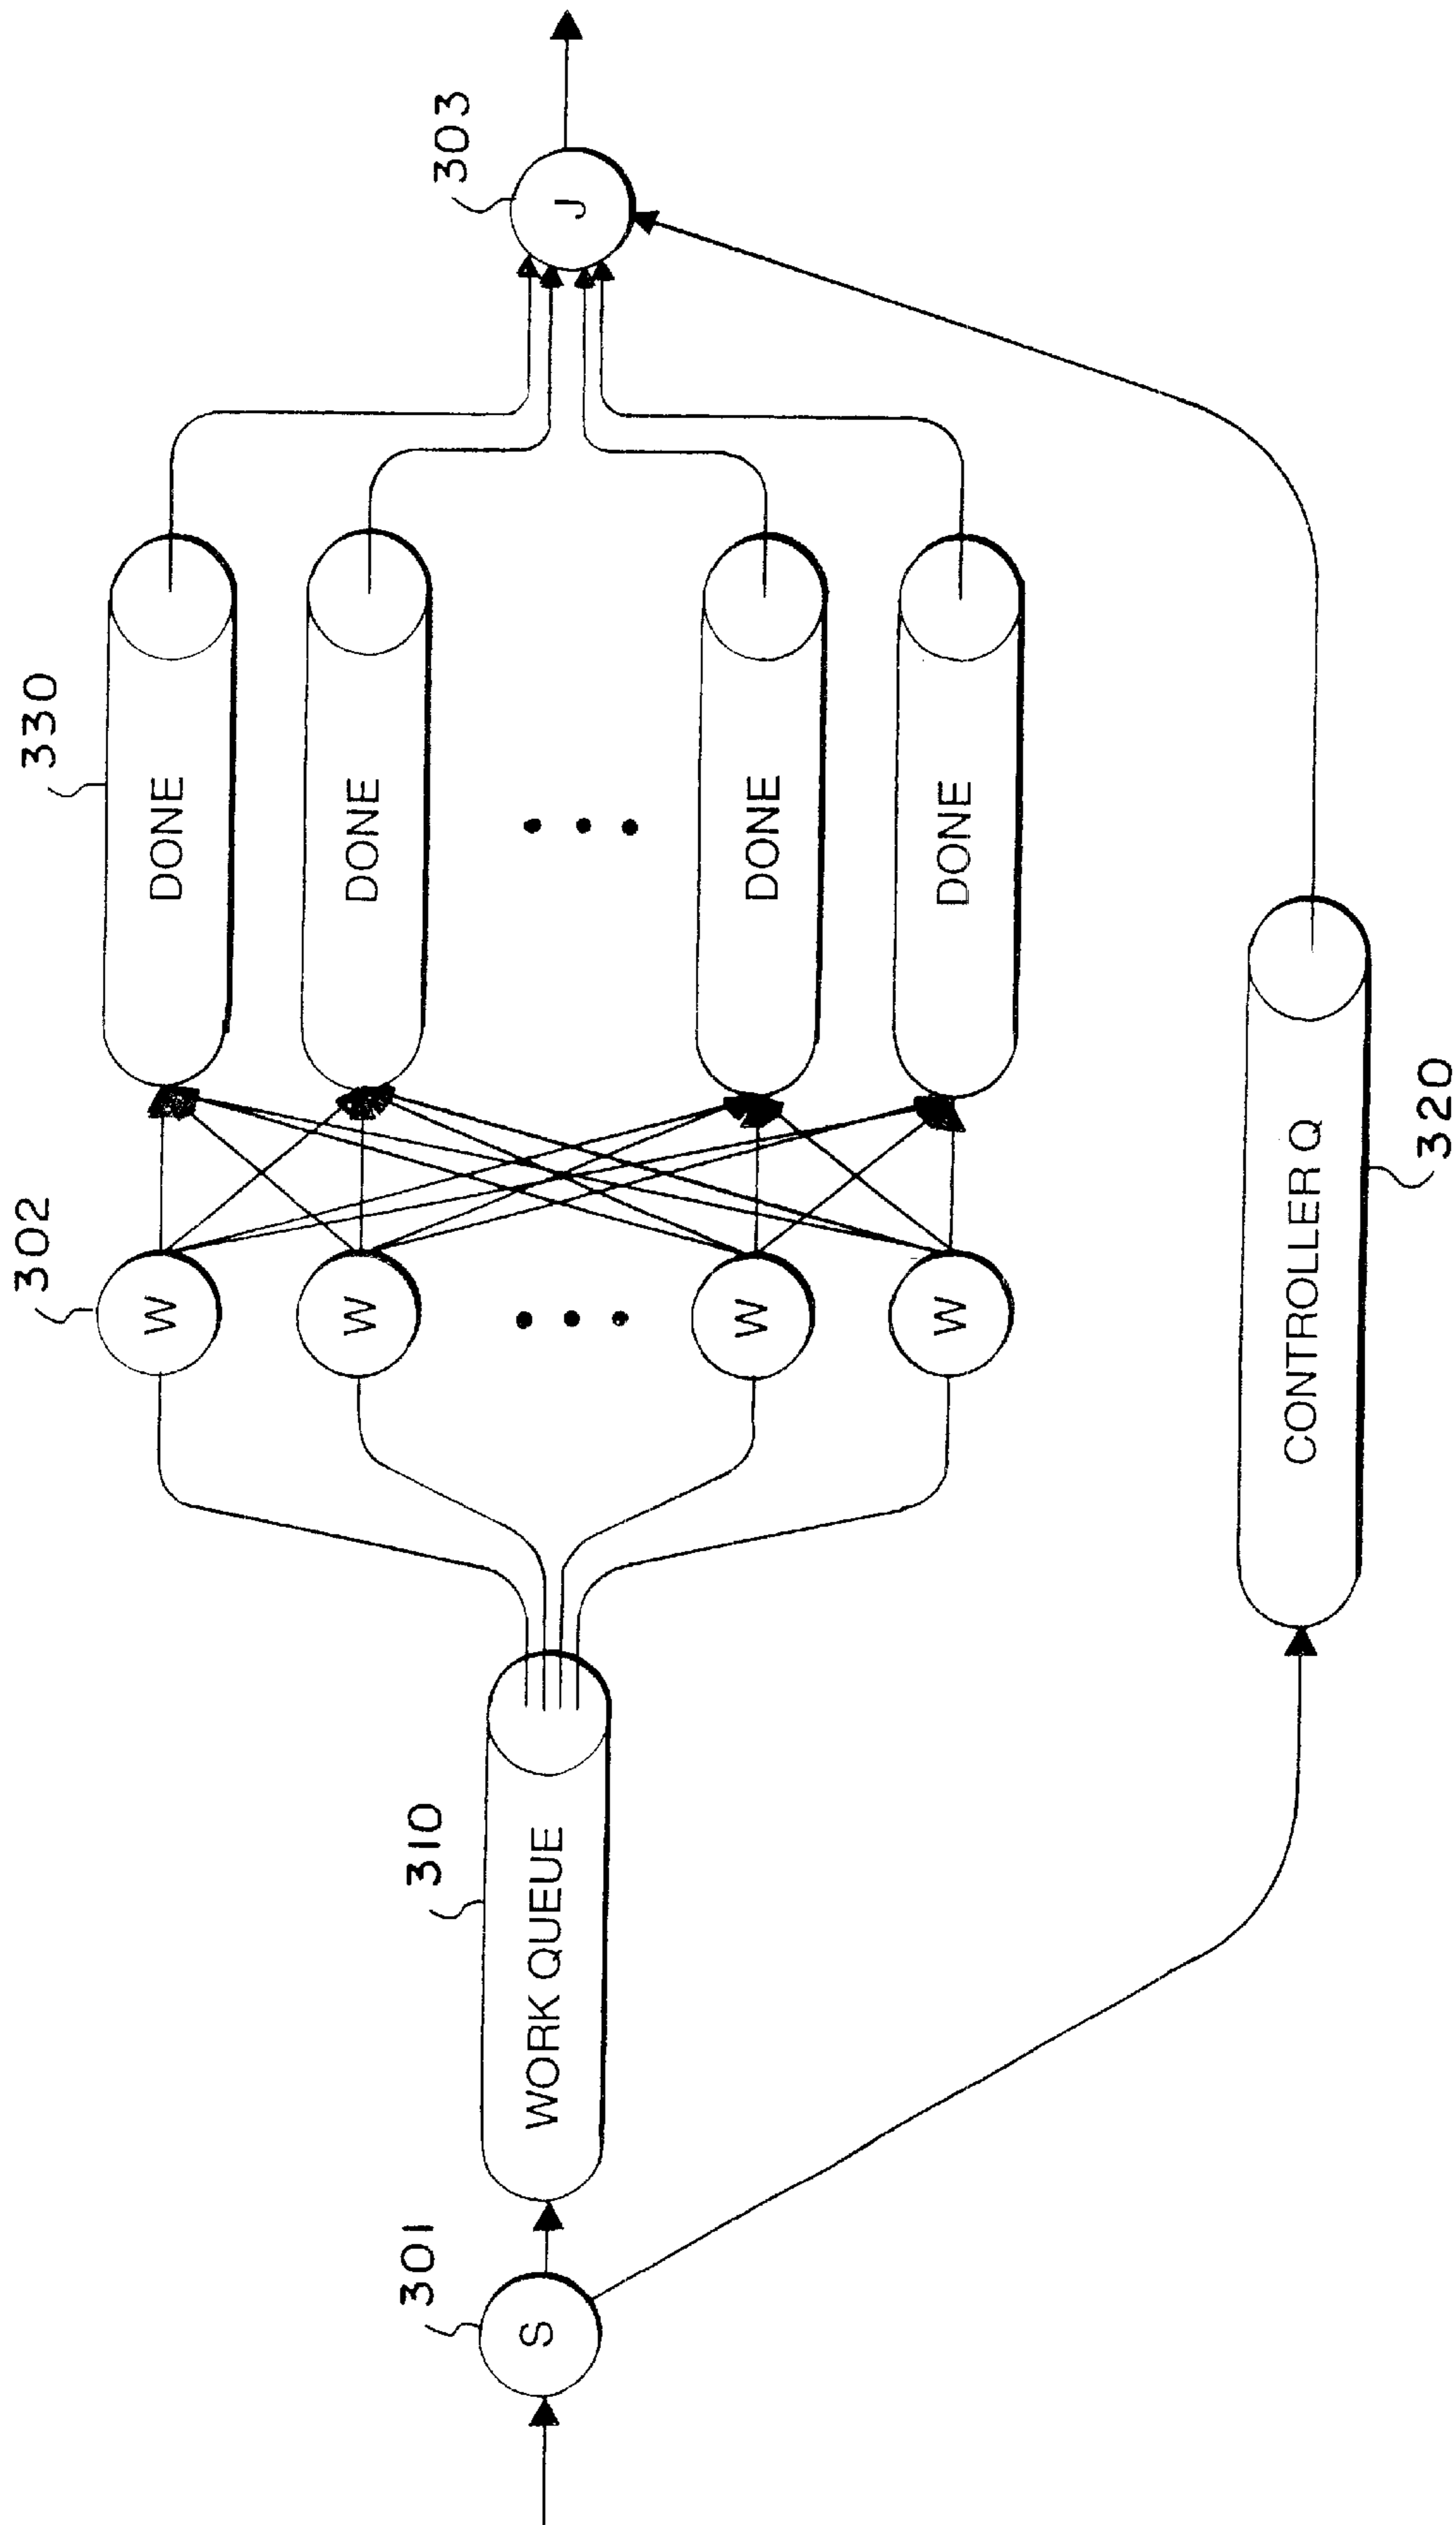 301
S
310
WORK QUEUE
302
W
W
W
W
330
DONE
DONE
DONE
DONE
303
J
CONTROLLER Q
320